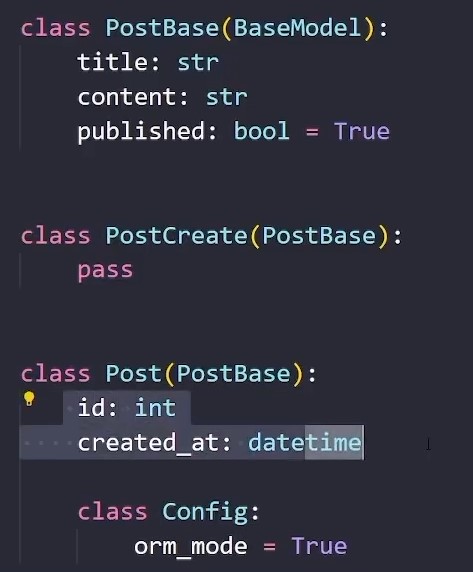 class PostBase(BaseModel):
    title: str
    content: str
    published: bool = True
class PostCreate(PostBase):
    pass
class Post(PostBase):
    id: int
    created_at: datetime
    class Config:
        orm_mode = True